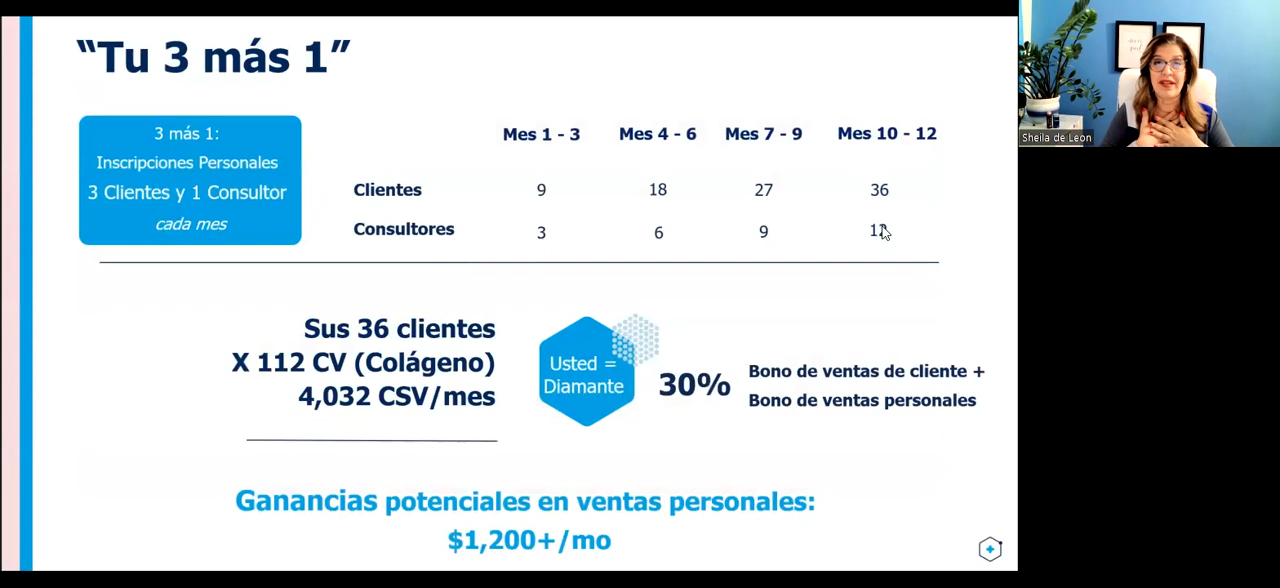 “Tu 3 más 1”
3 más 1:
Inscripciones Personales
3 Clientes y 1 Consultor
cada mes
Mes 1 - 3 Mes 4 - 6 Mes 7 - 9 Mes 10 - 12
Clientes 9 18 27 36
Consultores 3 6 9 12
Sus 36 clientes
X 112 CV (Colágeno)
4,032 CSV/mes
Usted =
Diamante
30%
Bono de ventas de cliente +
Bono de ventas personales
Ganancias potenciales en ventas personales:
$1,200+/mo
Sheila de Leon